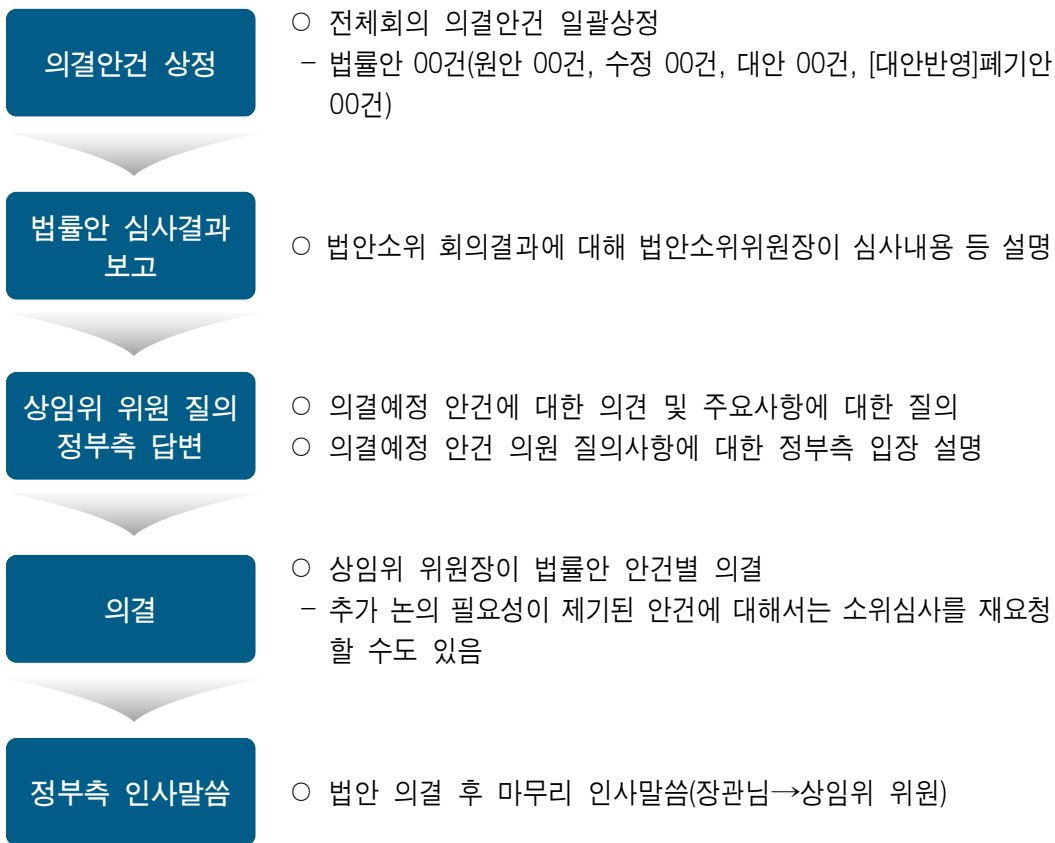 의결안건 상정
○ 전체회의 의결안건 일괄상정
- 법률안 00건(원안 00건, 수정 00건, 대안 00건, [대안반영]폐기안
00건)
법률안 심사결과
보고
○ 법안소위 회의결과에 대해 법안소위위원장이 심사내용 등 설명
상임위 위원 질의
정부측 답변
○ 의결예정 안건에 대한 의견 및 주요사항에 대한 질의
○ 의결예정 안건 의원 질의사항에 대한 정부측 입장 설명
의결
○ 상임위 위원장이 법률안 안건별 의결
- 추가 논의 필요성이 제기된 안건에 대해서는 소위심사를 재요청
할 수도 있음
정부측 인사말씀
○ 법안 의결 후 마무리 인사말씀(장관님→상임위 위원)